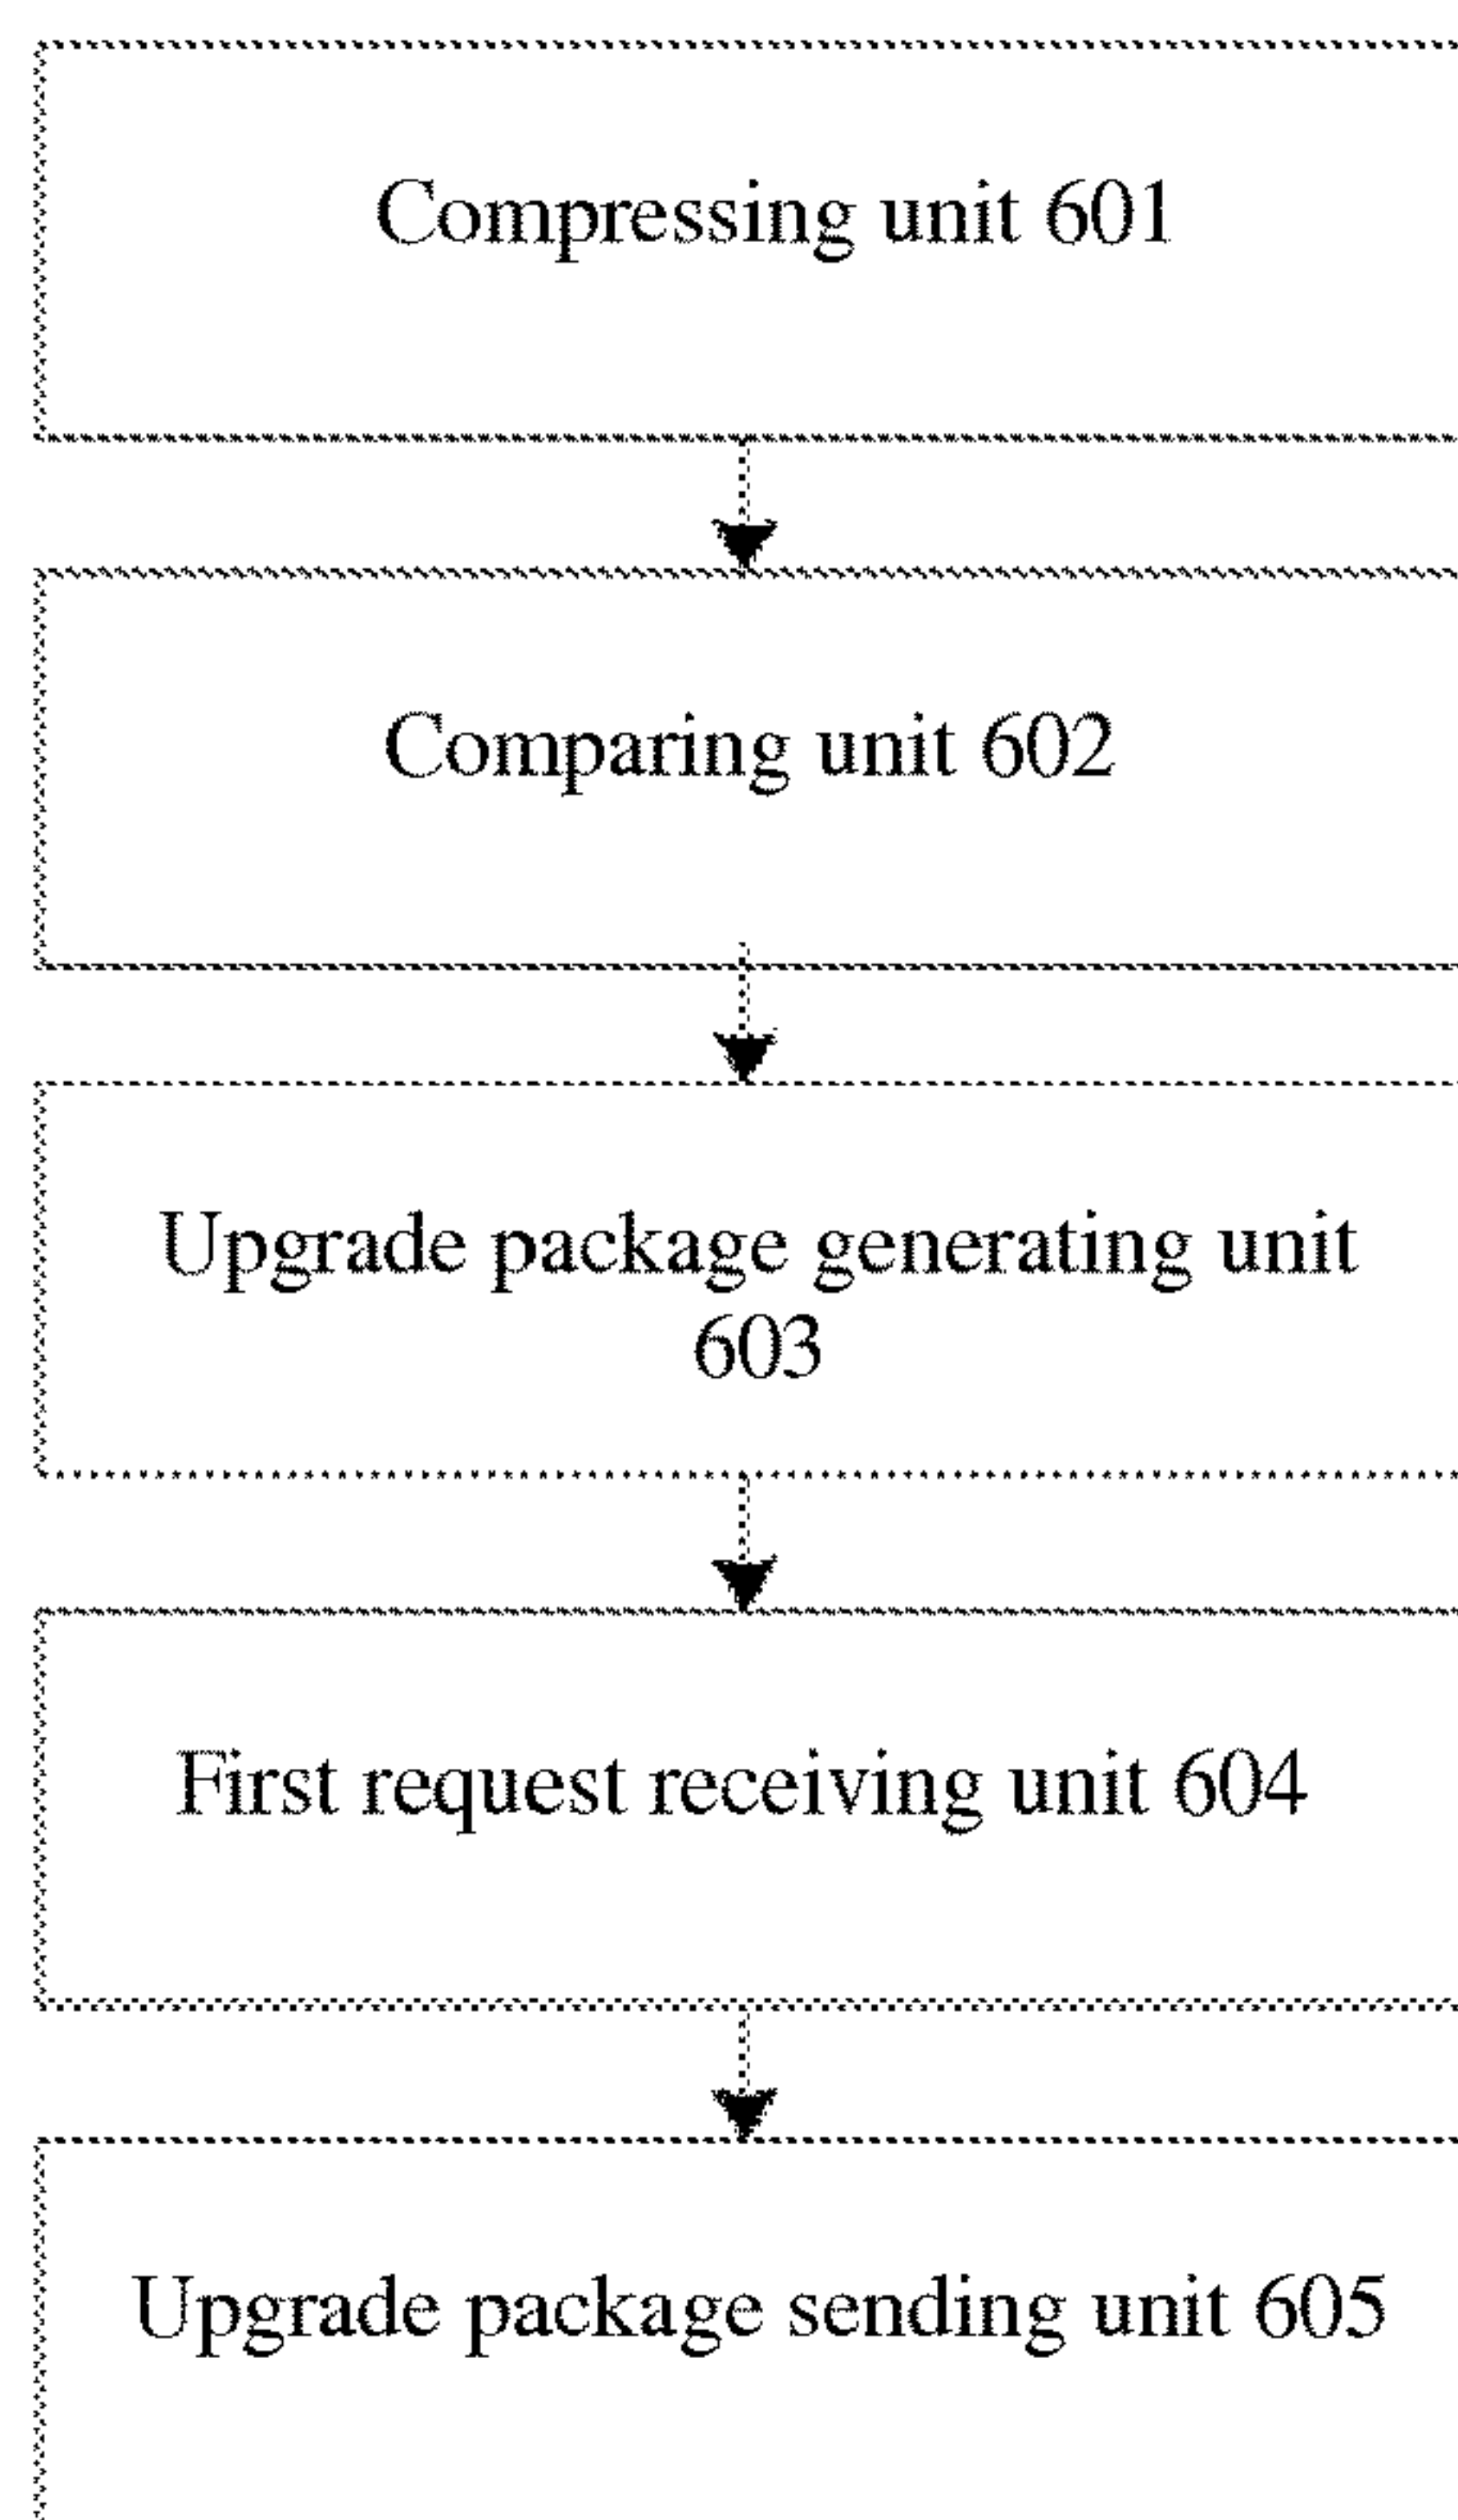 Compressing unit 601
Comparing unit 602
Upgrade package generating unit
603
First request receiving unit 604
Upgrade package sending unit 605